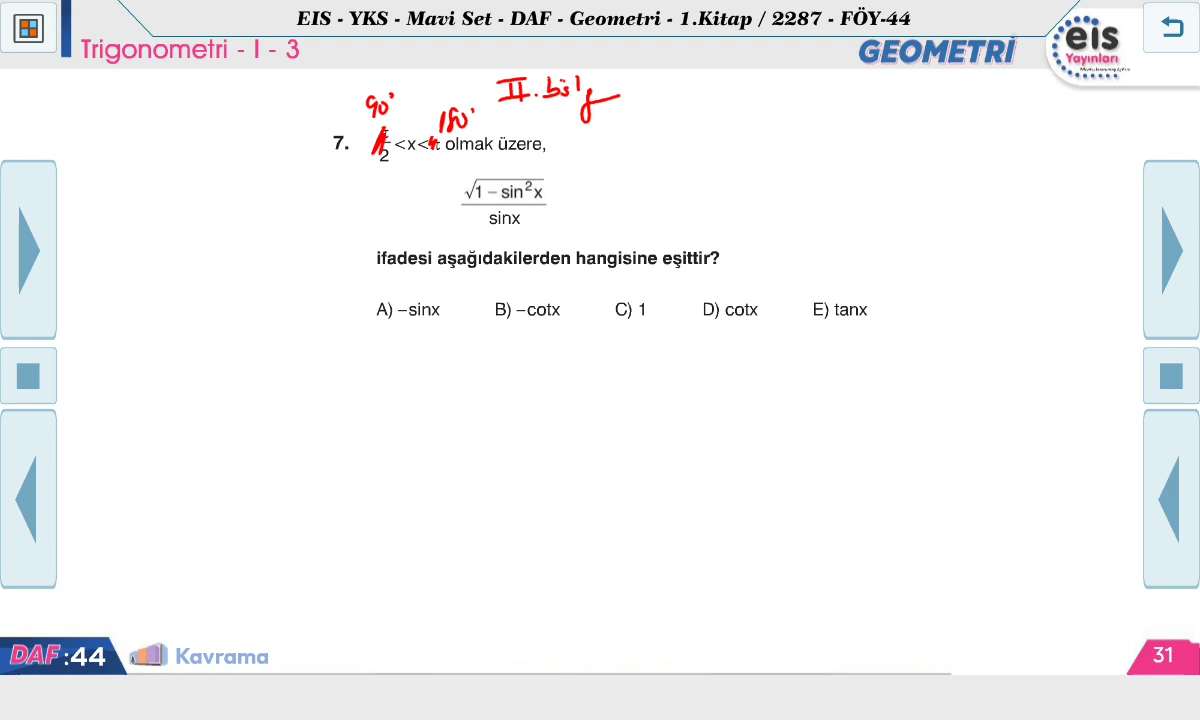 EIS - YKS - Mavi Set - DAF - Geometri - 1.Kitap / 2287 - FÖY-44
Trigonometri - I - 3
GEOMETRİ
eis
Yayınları
90°
180°
II. böl
7. π/2 <x<π olmak üzere,
√1 – sin²x
sinx
ifadesi aşağıdakilerden hangisine eşittir?
A) –sinx B) –cotx C) 1 D) cotx E) tanx
DAF :44 Kavrama
31